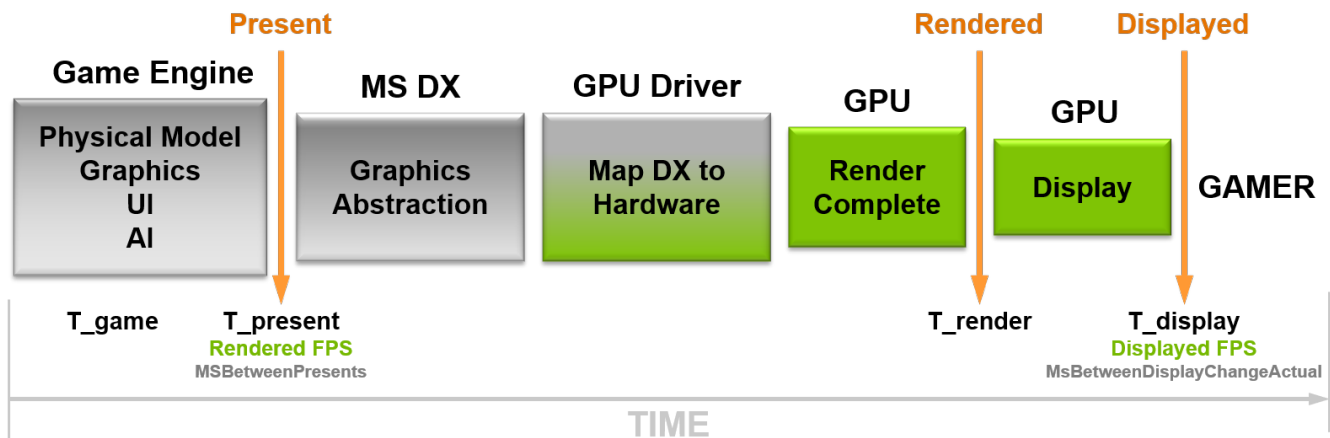 Present
Rendered
Displayed
Game Engine
MS DX
GPU Driver
GPU
GPU
Physical Model
Graphics
UI
AI
Graphics
Abstraction
Map DX to
Hardware
Render
Complete
Display
GAMER
T_game
T_present
Rendered FPS
MSBetweenPresents
T_render
T_display
Displayed FPS
MsBetweenDisplayChangeActual
TIME